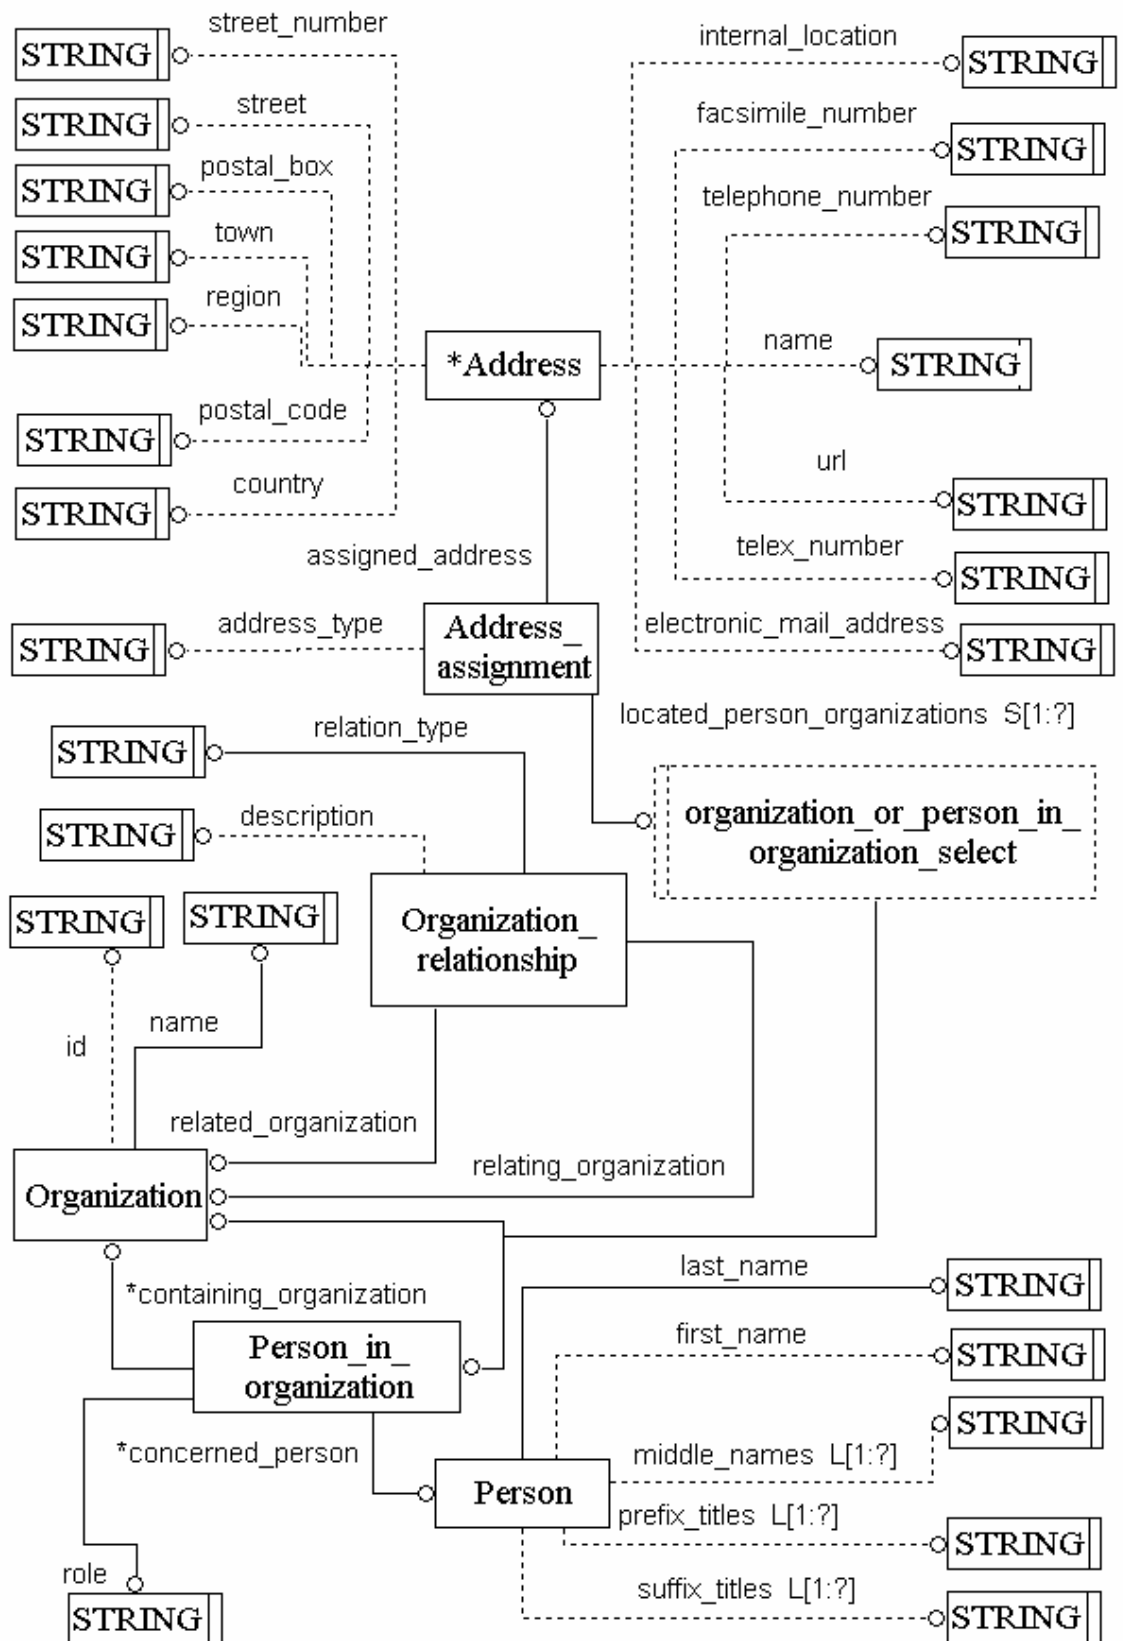 street_number
STRING
street
STRING
postal_box
STRING
town
STRING
region
STRING
postal_code
STRING
country
STRING
internal_location
STRING
facsimile_number
STRING
telephone_number
STRING
name
STRING
*Address
url
STRING
telex_number
STRING
electronic_mail_address
STRING
assigned_address
address_type
STRING
Address_
assignment
located_person_organizations S[1:?]
relation_type
STRING
description
STRING
organization_or_person_in_
organization_select
STRING
STRING
Organization_
relationship
name
id
related_organization
relating_organization
Organization
*containing_organization
last_name
STRING
first_name
STRING
Person_in_
organization
*concerned_person
middle_names L[1:?]
STRING
Person
prefix_titles L[1:?]
STRING
suffix_titles L[1:?]
STRING
role
STRING